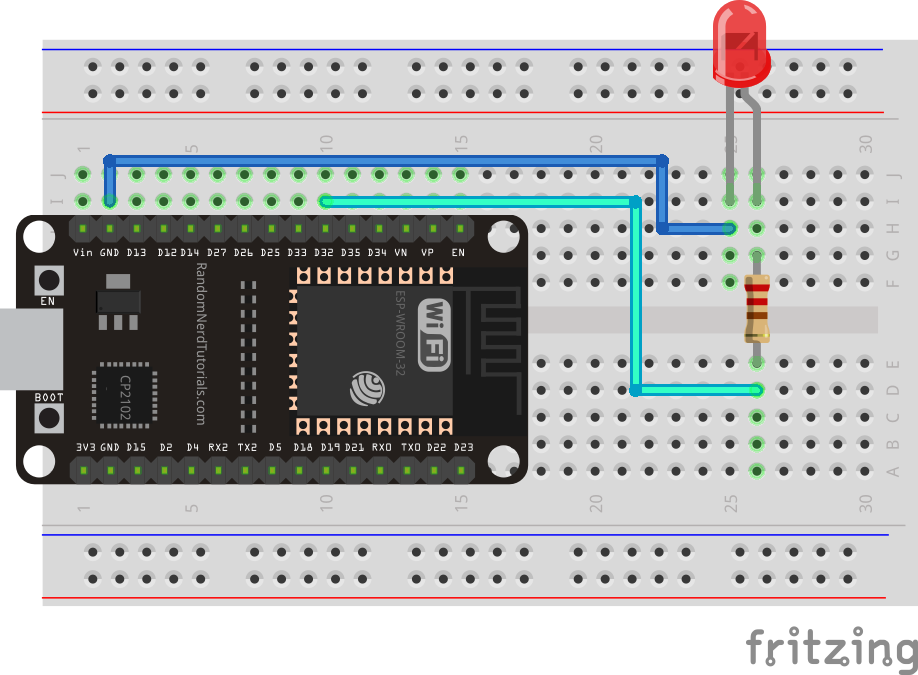 1 5 10 15 20 25 30
J J
I I
H
G
F
Vin GND D13 D12 D14 D27 D26 D25 D33 D32 D35 D34 VN VP EN
EN
RandomNerdTutorials.com
ESP-WROOM-32
WiFi
CP2102
BOOT
3V3 GND D15 D2 D4 RX2 TX2 D5 D18 D19 D21 RX0 TX0 D22 D23
E
D
C
B
A
1 5 10 15 20 25 30
fritzing